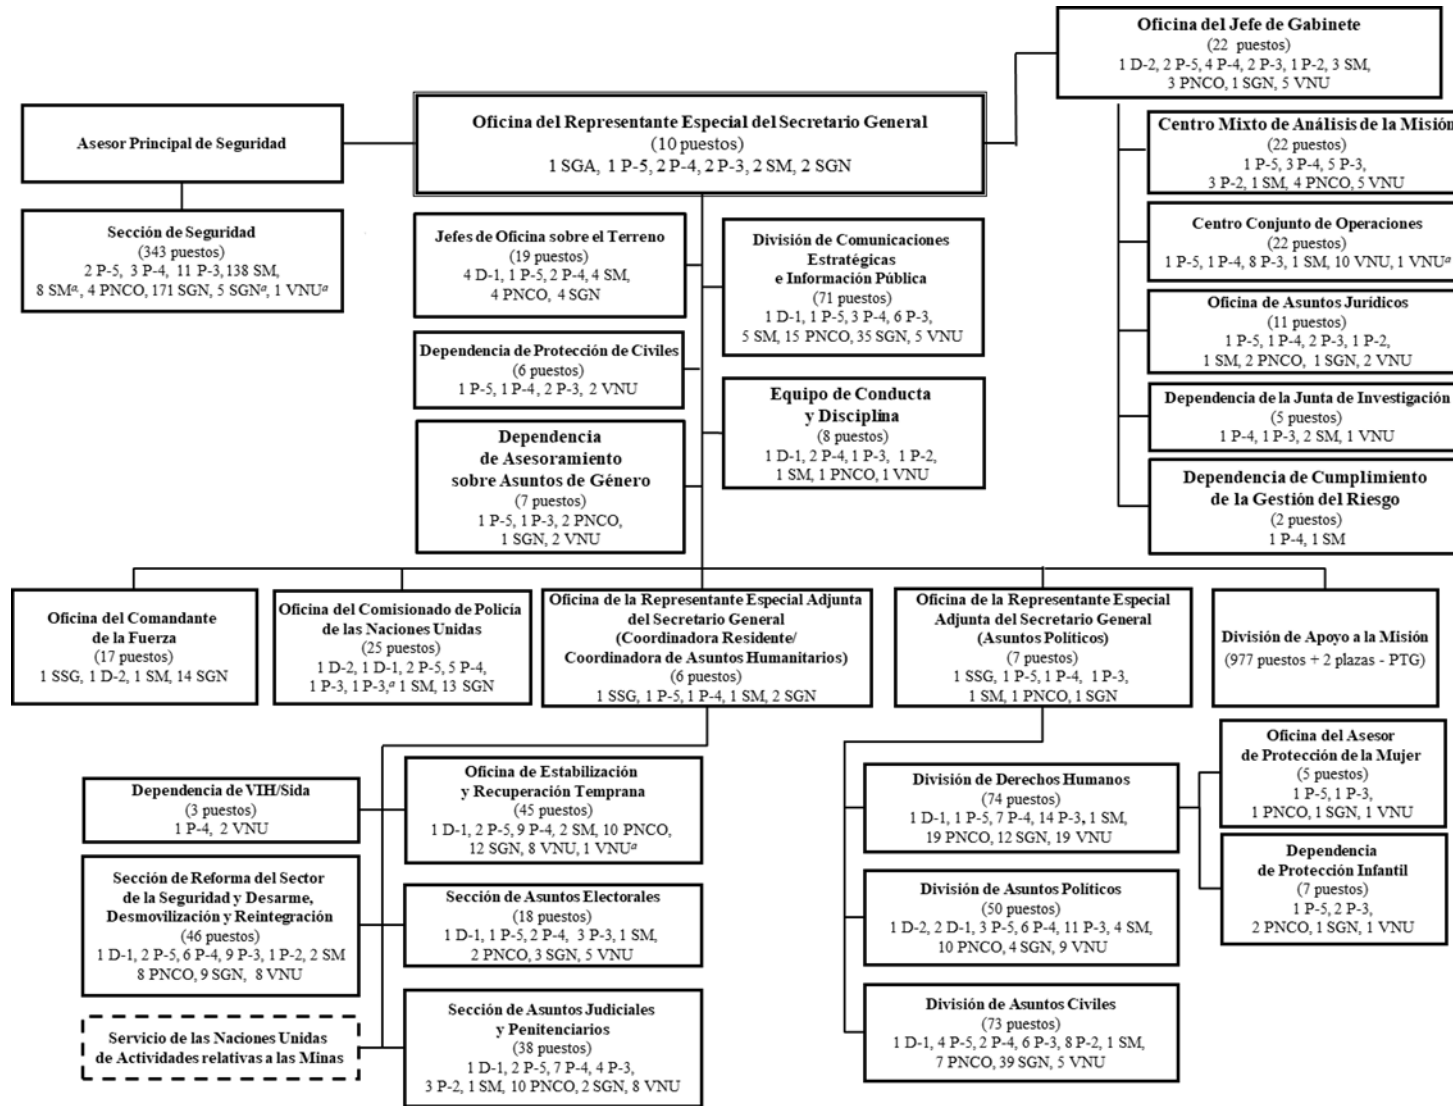 Oficina del Jefe de Gabinete
(22 puestos)
1 D-2, 2 P-5, 4 P-4, 2 P-3, 1 P-2, 3 SM,
3 PNCO, 1 SGN, 5 VNU
Asesor Principal de Seguridad
Oficina del Representante Especial del Secretario General
(10 puestos)
1 SGA, 1 P-5, 2 P-4, 2 P-3, 2 SM, 2 SGN
Centro Mixto de Análisis de la Misión
(22 puestos)
1 P-5, 3 P-4, 5 P-3,
3 P-2, 1 SM, 4 PNCO, 5 VNU
Sección de Seguridad
(343 puestos)
2 P-5, 3 P-4, 11 P-3, 138 SM,
8 SMa, 4 PNCO, 171 SGN, 5 SGNa, 1 VNUa
Jefes de Oficina sobre el Terreno
(19 puestos)
4 D-1, 1 P-5, 2 P-4, 4 SM,
4 PNCO, 4 SGN
División de Comunicaciones
Estratégicas
e Información Pública
(71 puestos)
1 D-1, 1 P-5, 3 P-4, 6 P-3,
5 SM, 15 PNCO, 35 SGN, 5 VNU
Centro Conjunto de Operaciones
(22 puestos)
1 P-5, 1 P-4, 8 P-3, 1 SM, 10 VNU, 1 VNUa
Oficina de Asuntos Jurídicos
(11 puestos)
1 P-5, 1 P-4, 2 P-3, 1 P-2,
1 SM, 2 PNCO, 1 SGN, 2 VNU
Dependencia de Protección de Civiles
(6 puestos)
1 P-5, 1 P-4, 2 P-3, 2 VNU
Equipo de Conducta
y Disciplina
(8 puestos)
1 D-1, 2 P-4, 1 P-3, 1 P-2,
1 SM, 1 PNCO, 1 VNU
Dependencia de la Junta de Investigación
(5 puestos)
1 P-4, 1 P-3, 2 SM, 1 VNU
Dependencia
de Asesoramiento
sobre Asuntos de Género
(7 puestos)
1 P-5, 1 P-3, 2 PNCO,
1 SGN, 2 VNU
Dependencia de Cumplimiento
de la Gestión del Riesgo
(2 puestos)
1 P-4, 1 SM
Oficina del Comandante
de la Fuerza
(17 puestos)
1 SSG, 1 D-2, 1 SM, 14 SGN
Oficina del Comisionado de Policía
de las Naciones Unidas
(25 puestos)
1 D-2, 1 D-1, 2 P-5, 5 P-4,
1 P-3, 1 P-3,a 1 SM, 13 SGN
Oficina de la Representante Especial Adjunta
del Secretario General
(Coordinadora Residente/
Coordinadora de Asuntos Humanitarios)
(6 puestos)
1 SSG, 1 P-5, 1 P-4, 1 SM, 2 SGN
Oficina de la Representante Especial
Adjunta del Secretario General
(Asuntos Políticos)
(7 puestos)
1 SSG, 1 P-5, 1 P-4, 1 P-3,
1 SM, 1 PNCO, 1 SGN
División de Apoyo a la Misión
(977 puestos + 2 plazas - PTG)
Dependencia de VIH/Sida
(3 puestos)
1 P-4, 2 VNU
Oficina de Estabilización
y Recuperación Temprana
(45 puestos)
1 D-1, 2 P-5, 9 P-4, 2 SM, 10 PNCO,
12 SGN, 8 VNU, 1 VNUa
División de Derechos Humanos
(74 puestos)
1 D-1, 1 P-5, 7 P-4, 14 P-3, 1 SM,
19 PNCO, 12 SGN, 19 VNU
Oficina del Asesor
de Protección de la Mujer
(5 puestos)
1 P-5, 1 P-3,
1 PNCO, 1 SGN, 1 VNU
Sección de Reforma del Sector
de la Seguridad y Desarme,
Desmovilización y Reintegración
(46 puestos)
1 D-1, 2 P-5, 6 P-4, 9 P-3, 1 P-2, 2 SM
8 PNCO, 9 SGN, 8 VNU
Sección de Asuntos Electorales
(18 puestos)
1 D-1, 1 P-5, 2 P-4, 3 P-3, 1 SM,
2 PNCO, 3 SGN, 5 VNU
División de Asuntos Políticos
(50 puestos)
1 D-2, 2 D-1, 3 P-5, 6 P-4, 11 P-3, 4 SM,
10 PNCO, 4 SGN, 9 VNU
Dependencia
de Protección Infantil
(7 puestos)
1 P-5, 2 P-3,
2 PNCO, 1 SGN, 1 VNU
Servicio de las Naciones Unidas
de Actividades relativas a las Minas
Sección de Asuntos Judiciales
y Penitenciarios
(38 puestos)
1 D-1, 2 P-5, 7 P-4, 4 P-3,
3 P-2, 1 SM, 10 PNCO, 2 SGN, 8 VNU
División de Asuntos Civiles
(73 puestos)
1 D-1, 4 P-5, 2 P-4, 6 P-3, 8 P-2, 1 SM,
7 PNCO, 39 SGN, 5 VNU